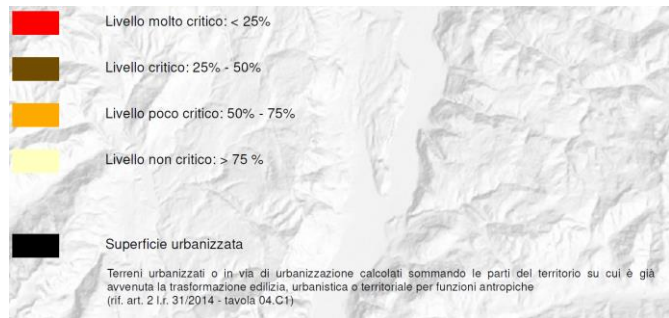 Livello molto critico: < 25%
Livello critico: 25% - 50%
Livello poco critico: 50% - 75%
Livello non critico: > 75 %
Superficie urbanizzata
Terreni urbanizzati o in via di urbanizzazione calcolati sommando le parti del territorio su cui è già
avvenuta la trasformazione edilizia, urbanistica o territoriale per funzioni antropiche
(rif. art. 2 l.r. 31/2014 - tavola 04.C1)